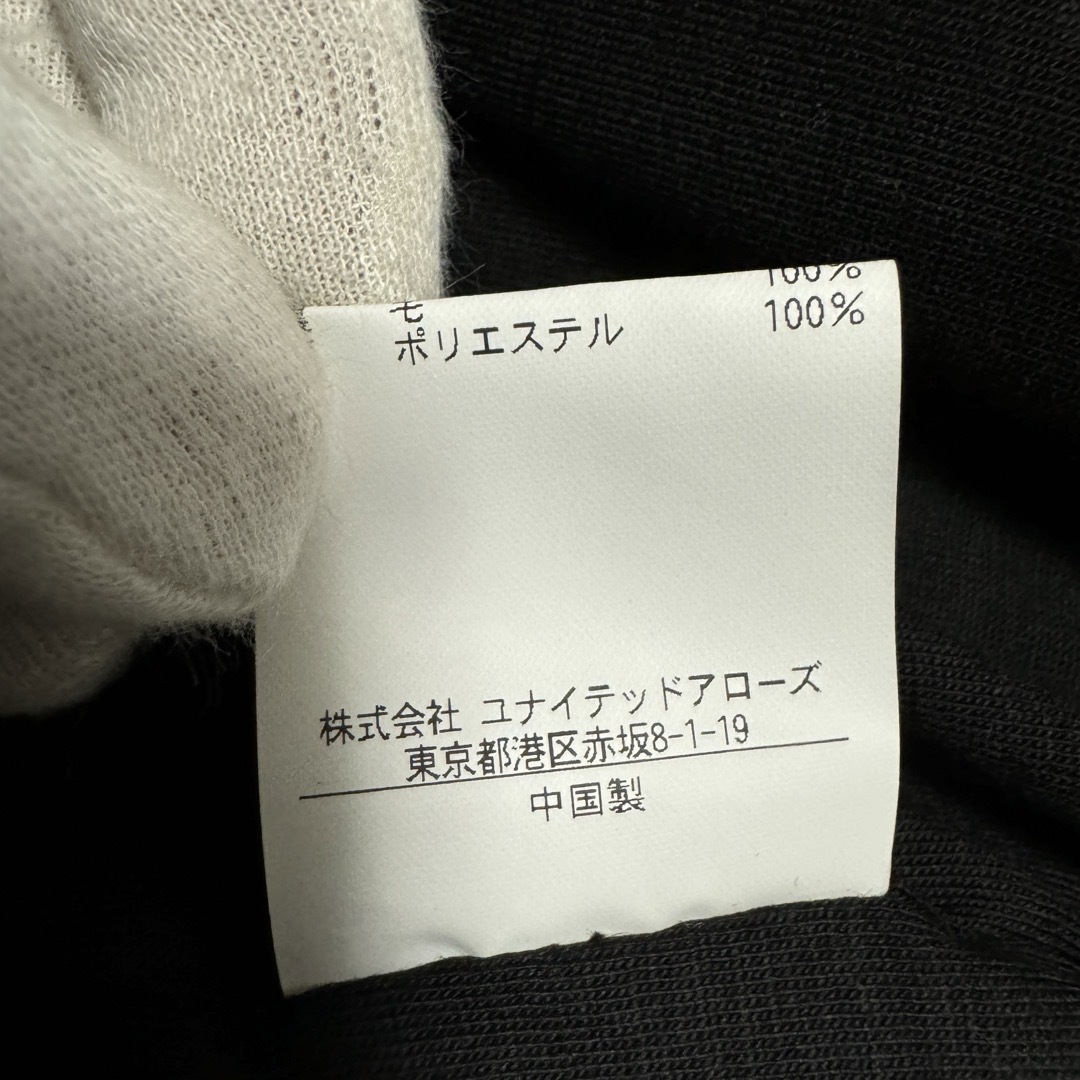 毛 100%
ポリエステル 100%
株式会社 ユナイテッドアローズ
東京都港区赤坂8-1-19
中国製